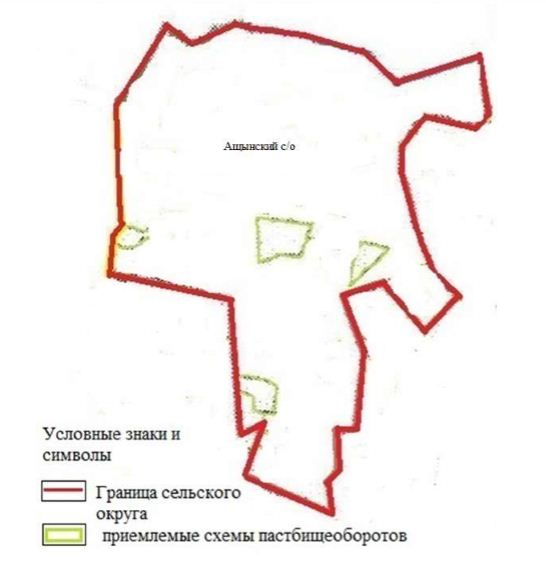 Ащынский с/о
Условные знаки и
символы
Граница сельского
округа
приемлемые схемы пастбищеоборотов